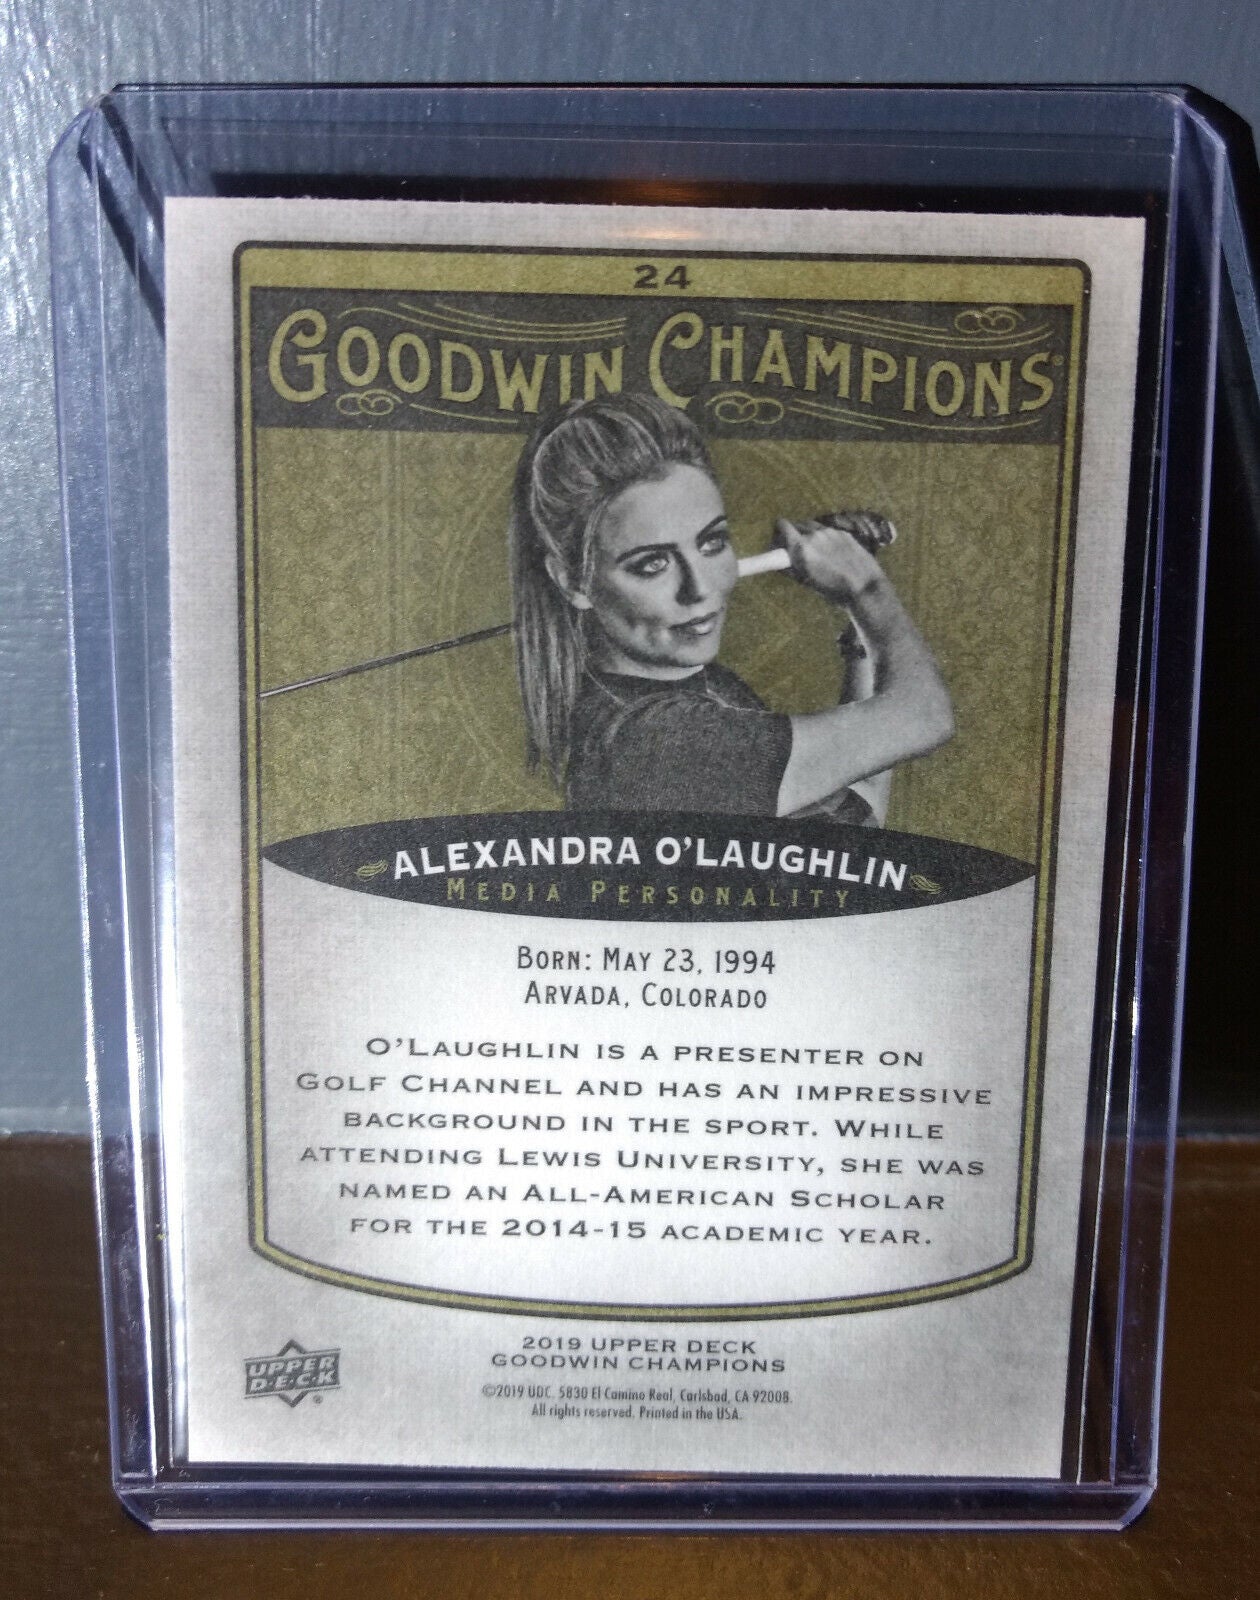 24
GOODWIN CHAMPIONS®
ALEXANDRA O'LAUGHLIN
MEDIA PERSONALITY
BORN: MAY 23, 1994
ARVADA, COLORADO
O'LAUGHLIN IS A PRESENTER ON
GOLF CHANNEL AND HAS AN IMPRESSIVE
BACKGROUND IN THE SPORT. WHILE
ATTENDING LEWIS UNIVERSITY, SHE WAS
NAMED AN ALL-AMERICAN SCHOLAR
FOR THE 2014-15 ACADEMIC YEAR.
UPPER
D·E·C·K®
2019 UPPER DECK
GOODWIN CHAMPIONS
©2019 UDC. 5830 El Camino Real, Carlsbad, CA 92008.
All rights reserved. Printed in the USA.